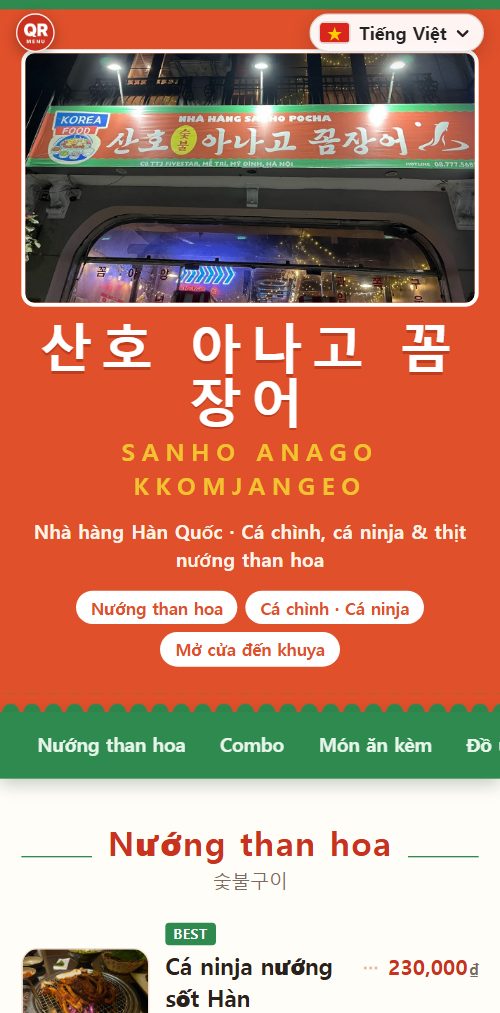 QR
MENU
Tiếng Việt
KOREA
FOOD
NHÀ HÀNG SANHO POCHA
산호 숯불 아나고 꼼장어
HOTLINE
산호 아나고 꼼
장어
SANHO ANAGO
KKOMJANGEO
Nhà hàng Hàn Quốc · Cá chình, cá ninja & thịt
nướng than hoa
Nướng than hoa
Cá chình · Cá ninja
Mở cửa đến khuya
Nướng than hoa
Combo
Món ăn kèm
Nướng than hoa
숯불구이
BEST
Cá ninja nướng ··· 230,000₫
sốt Hàn